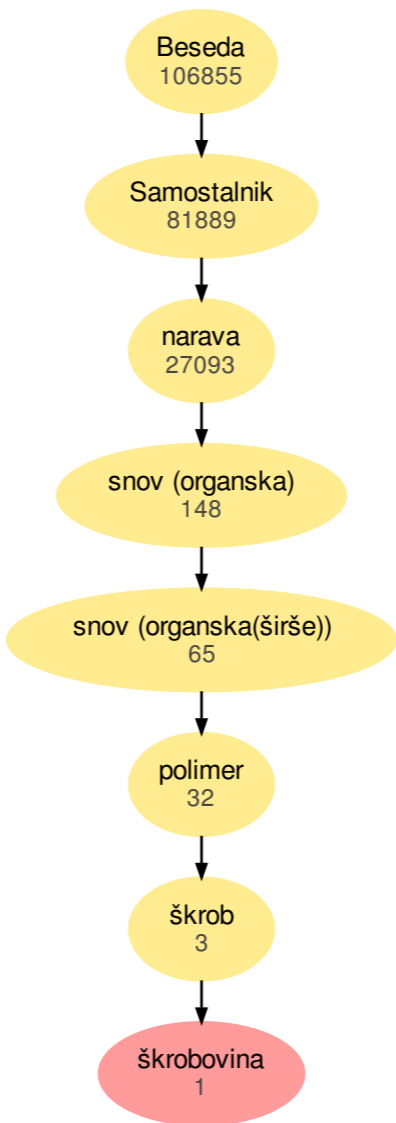 Beseda
106855
Samostalnik
81889
narava
27093
snov (organska)
148
snov (organska(širše))
65
polimer
32
škrob
3
škrobovina
1